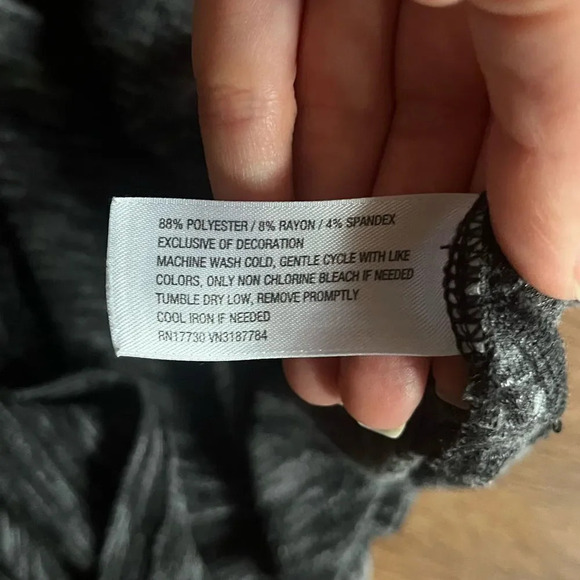 88% POLYESTER / 8% RAYON / 4% SPANDEX
EXCLUSIVE OF DECORATION
MACHINE WASH COLD, GENTLE CYCLE WITH LIKE
COLORS, ONLY NON CHLORINE BLEACH IF NEEDED
TUMBLE DRY LOW, REMOVE PROMPTLY
COOL IRON IF NEEDED
RN17730 VN3187784